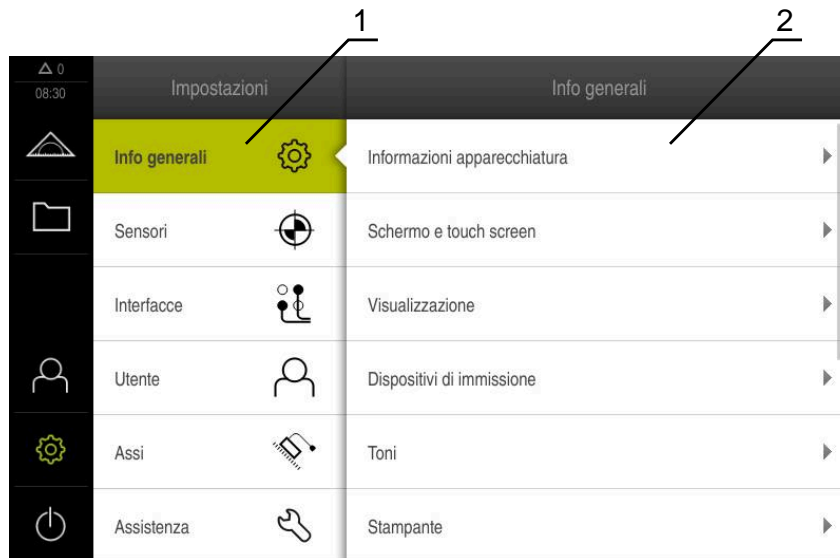 1
2
0
08:30
Impostazioni
Info generali
Info generali
Sensori
Interfacce
Utente
Assi
Assistenza
Informazioni apparecchiatura
Schermo e touch screen
Visualizzazione
Dispositivi di immissione
Toni
Stampante